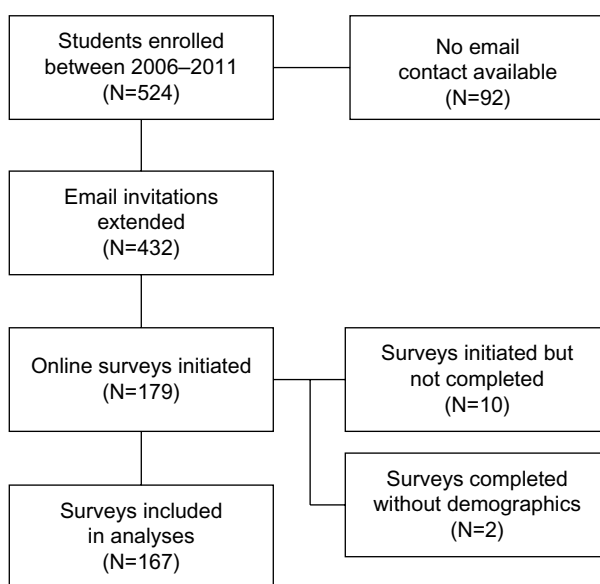 Students enrolled
between 2006–2011
(N=524)
No email
contact available
(N=92)
Email invitations
extended
(N=432)
Online surveys initiated
(N=179)
Surveys initiated but
not completed
(N=10)
Surveys completed
without demographics
(N=2)
Surveys included
in analyses
(N=167)